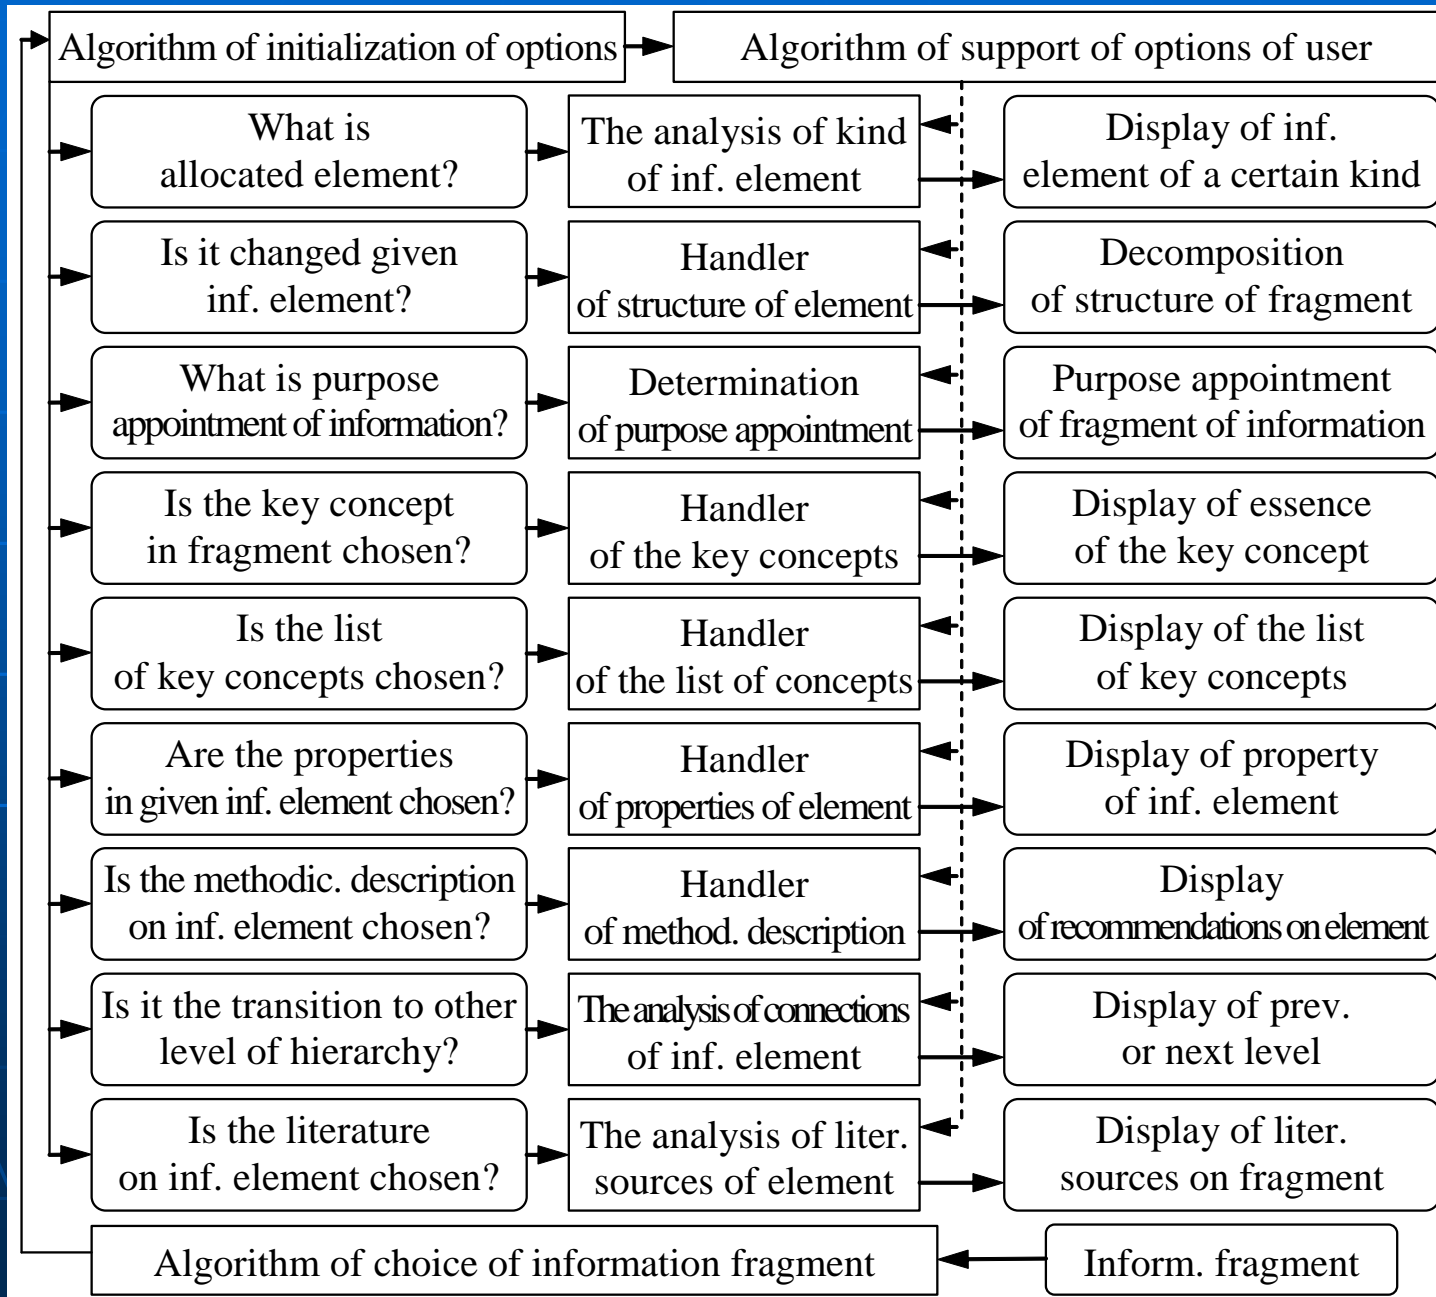 Algorithm of initialization of options
Algorithm of support of options of user
What is
allocated element?
The analysis of kind
of inf. element
Display of inf.
element of a certain kind
Is it changed given
inf. element?
Handler
of structure of element
Decomposition
of structure of fragment
What is purpose
appointment of information?
Determination
of purpose appointment
Purpose appointment
of fragment of information
Is the key concept
in fragment chosen?
Handler
of the key concepts
Display of essence
of the key concept
Is the list
of key concepts chosen?
Handler
of the list of concepts
Display of the list
of key concepts
Are the properties
in given inf. element chosen?
Handler
of properties of element
Display of property
of inf. element
Is the methodic. description
on inf. element chosen?
Handler
of method. description
Display
of recommendations on element
Is it the transition to other
level of hierarchy?
The analysis of connections
of inf. element
Display of prev.
or next level
Is the literature
on inf. element chosen?
The analysis of liter.
sources of element
Display of liter.
sources on fragment
Algorithm of choice of information fragment
Inform. fragment